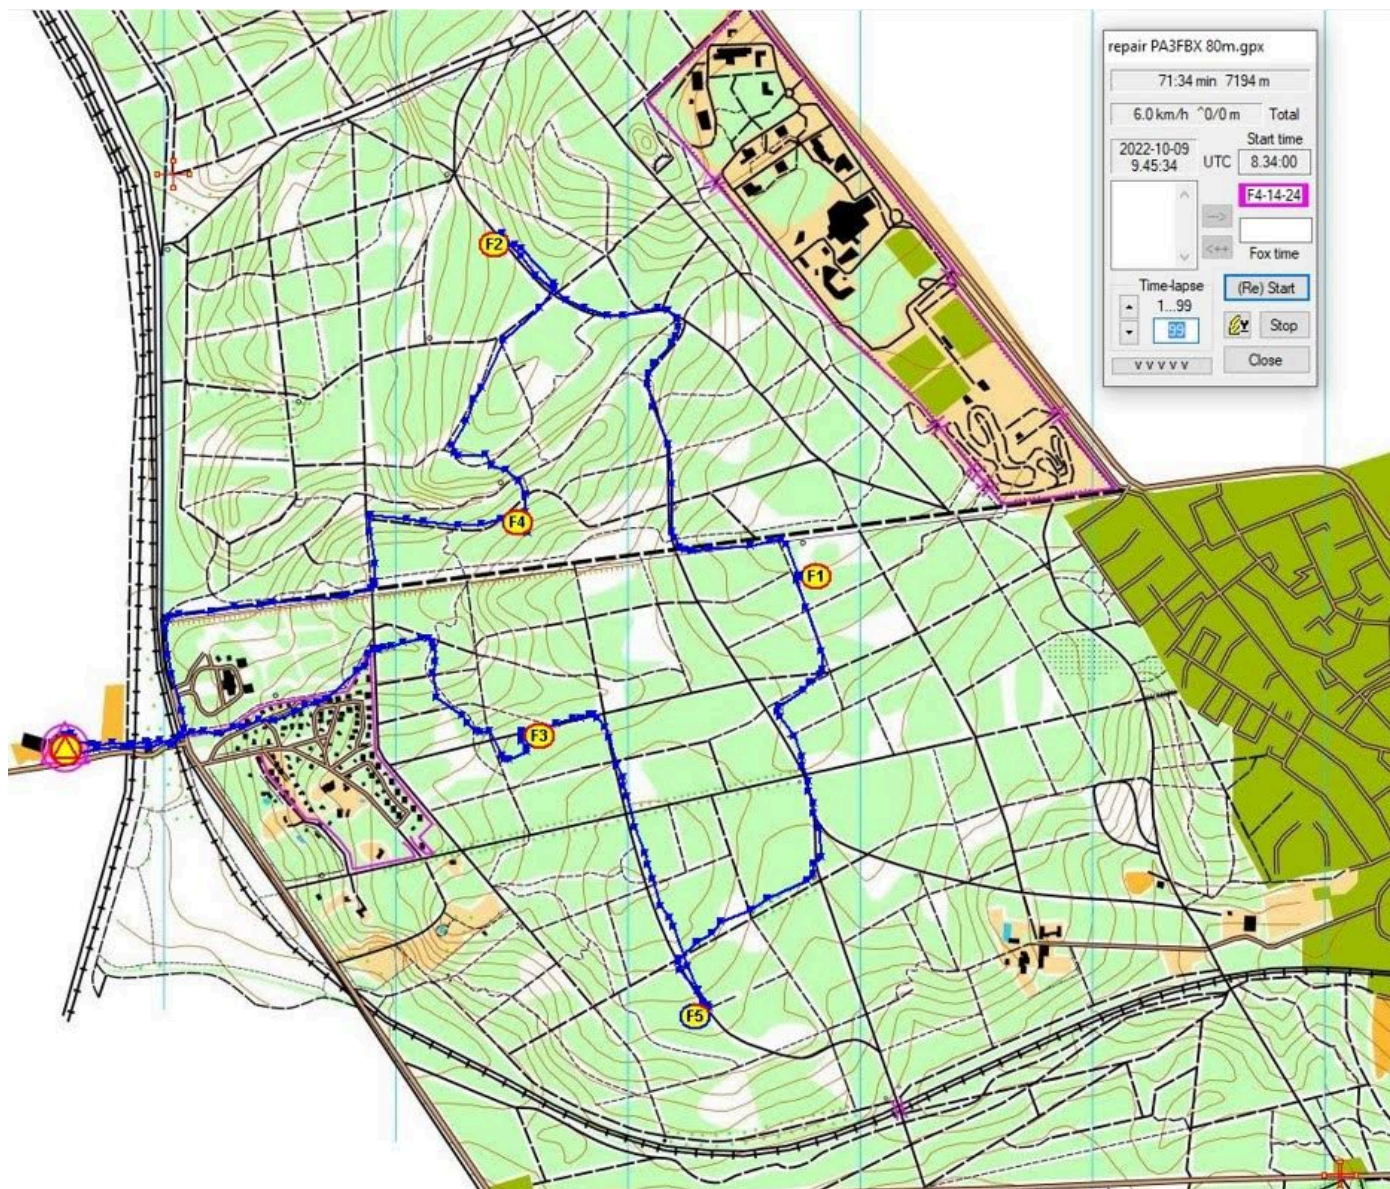 repair PA3FBX 80m.gpx
71:34 min 7194 m
6.0 km/h ^0/0 m Total
Start time
2022-10-09
9.45:34
UTC
8.34:00
F4-14-24
-->
<++
Fox time
Time-lapse
1...99
99
(Re) Start
Stop
v v v v v
Close
F2
F4
F1
F3
F5